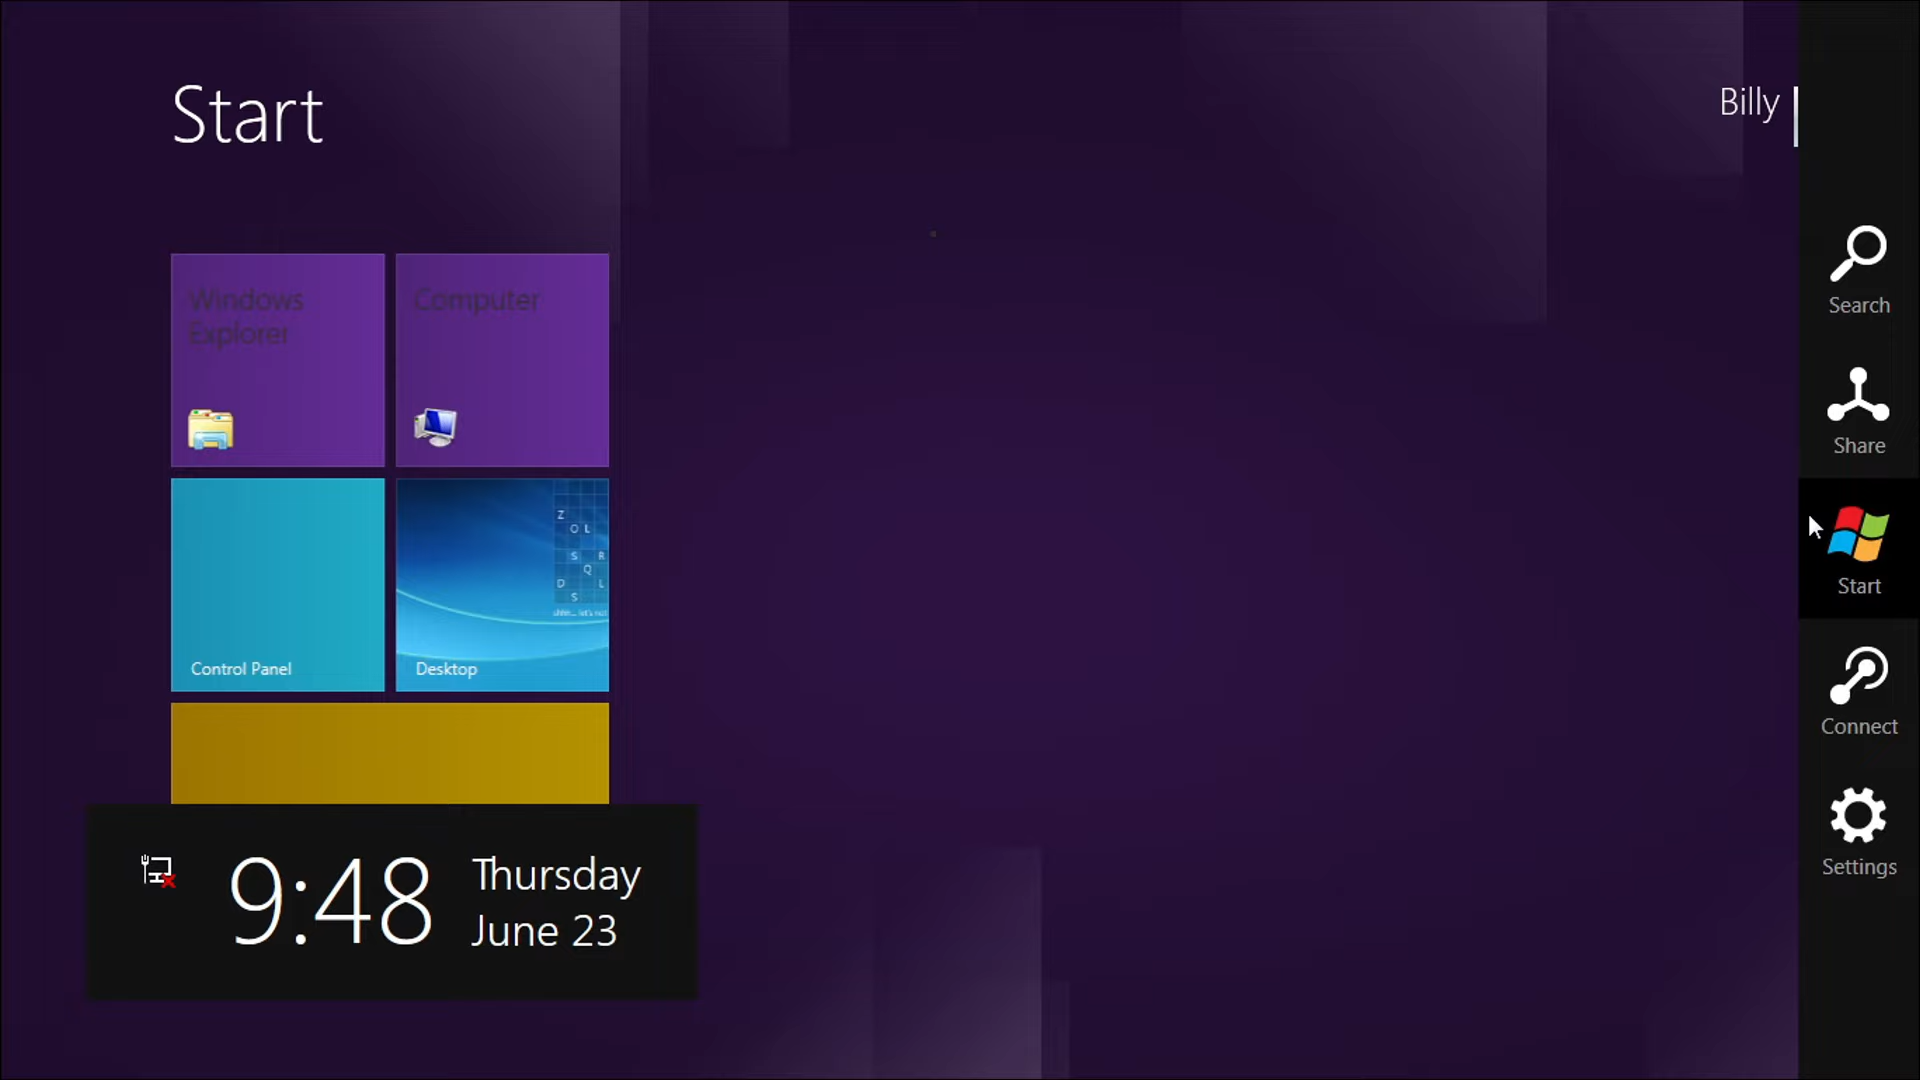 Start
Billy
Windows
Explorer
Computer
Z
O L
S R
Q
D L
S
Control Panel
Desktop
9:48
Thursday
June 23
Search
Share
Start
Connect
Settings